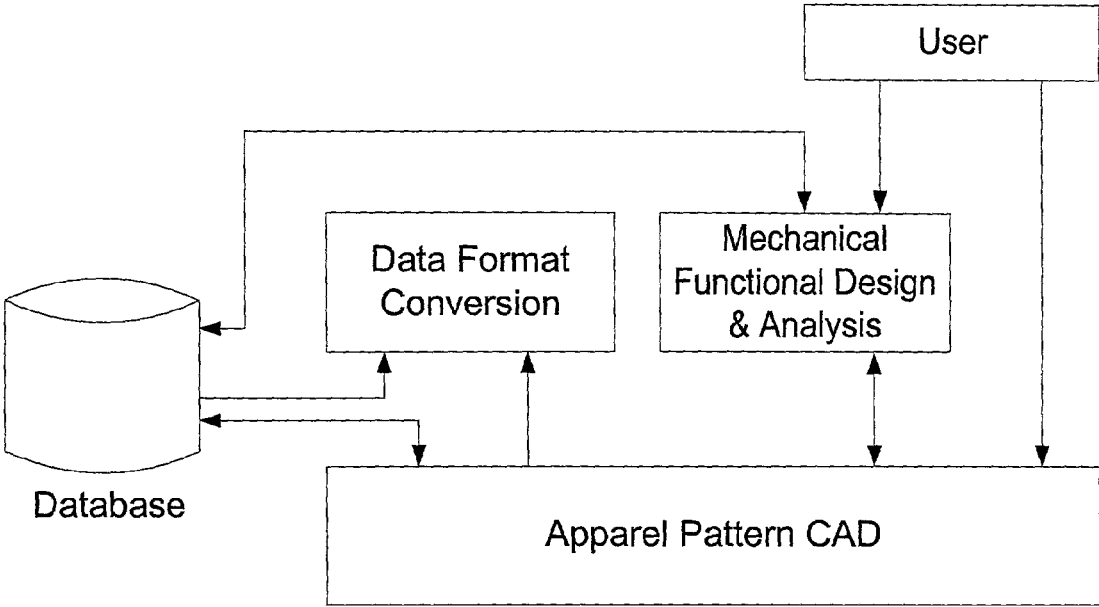 User
Data Format
Conversion
Mechanical
Functional Design
& Analysis
Database
Apparel Pattern CAD